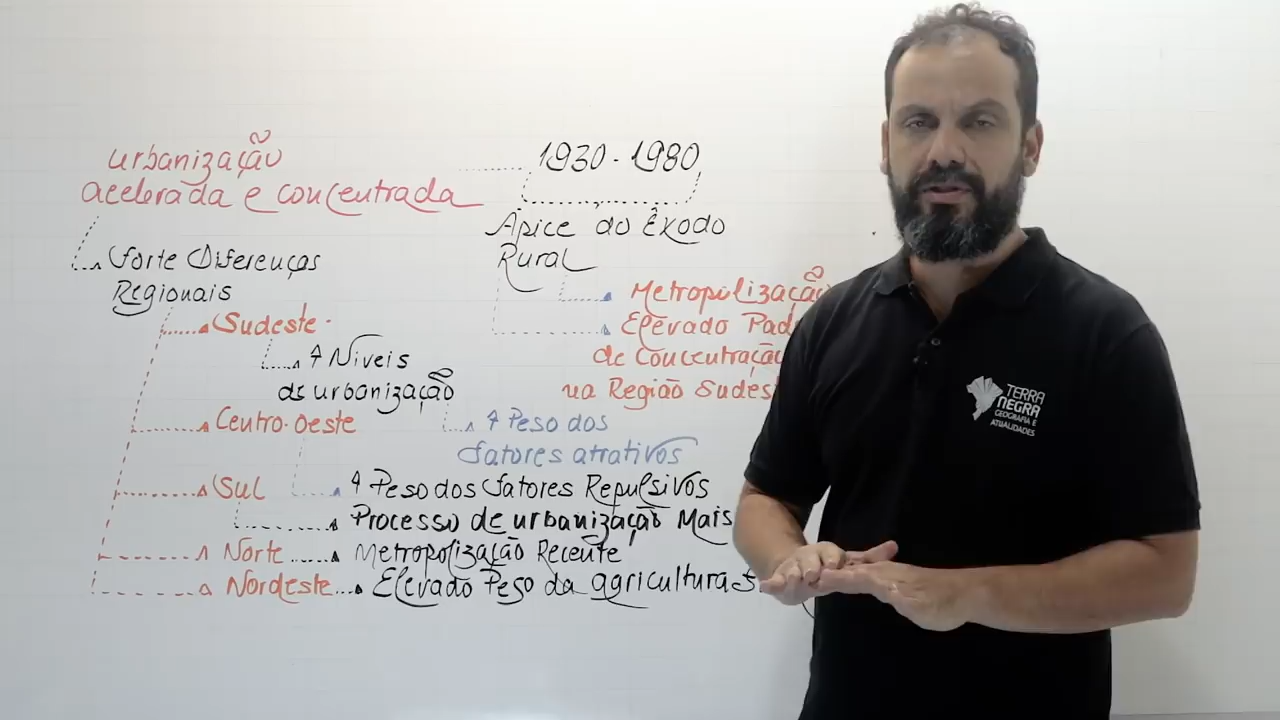 urbanização
acelerada e concentrada
1930 - 1980
Ápice do Êxodo
Rural
Metropolização
Elevado
de concentração
na Região
Forte Diferenças
Regionais
Sudeste
Níveis
de urbanização
Peso dos
fatores atrativos
Centro-oeste
Peso dos fatores Repulsivos
Sul
Processo de urbanização Mais
Norte
Metropolização Recente
Nordeste
Elevado Peso da agricultura
TERRA
NEGRA
GEOGRAFIA E
ATUALIDADES